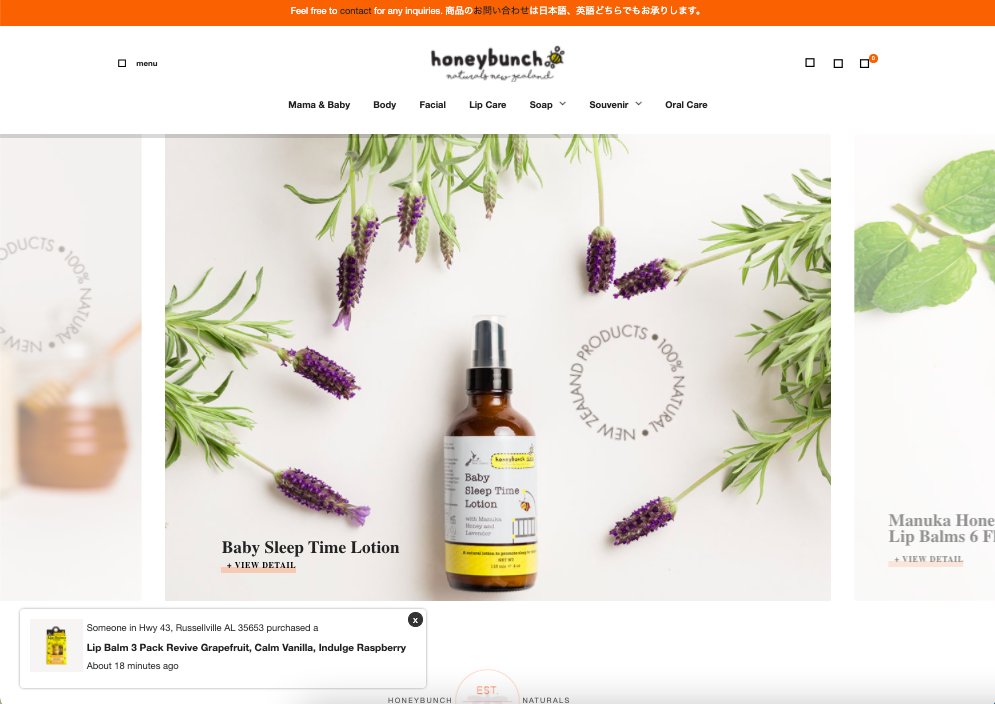 Feel free to contact for any inquiries. 商品のお問い合わせは日本語、英語どちらでもお承りします。
menu
honeybunch
naturals new zealand
0
Mama & Baby Body Facial Lip Care Soap Souvenir Oral Care
PRODUCTS • 100% NATURAL • NEW
NEW ZEALAND PRODUCTS • 100% NATURAL •
honeybunch
Baby
Sleep Time
Lotion
with Manuka
Honey and
Lavender
NET WT
Baby Sleep Time Lotion
+ VIEW DETAIL
Manuka Hone
Lip Balms 6 Fl
+ VIEW DETAIL
x
Someone in Hwy 43, Russellville AL 35653 purchased a
Lip Balm 3 Pack Revive Grapefruit, Calm Vanilla, Indulge Raspberry
About 18 minutes ago
EST.
HONEYBUNCH NATURALS